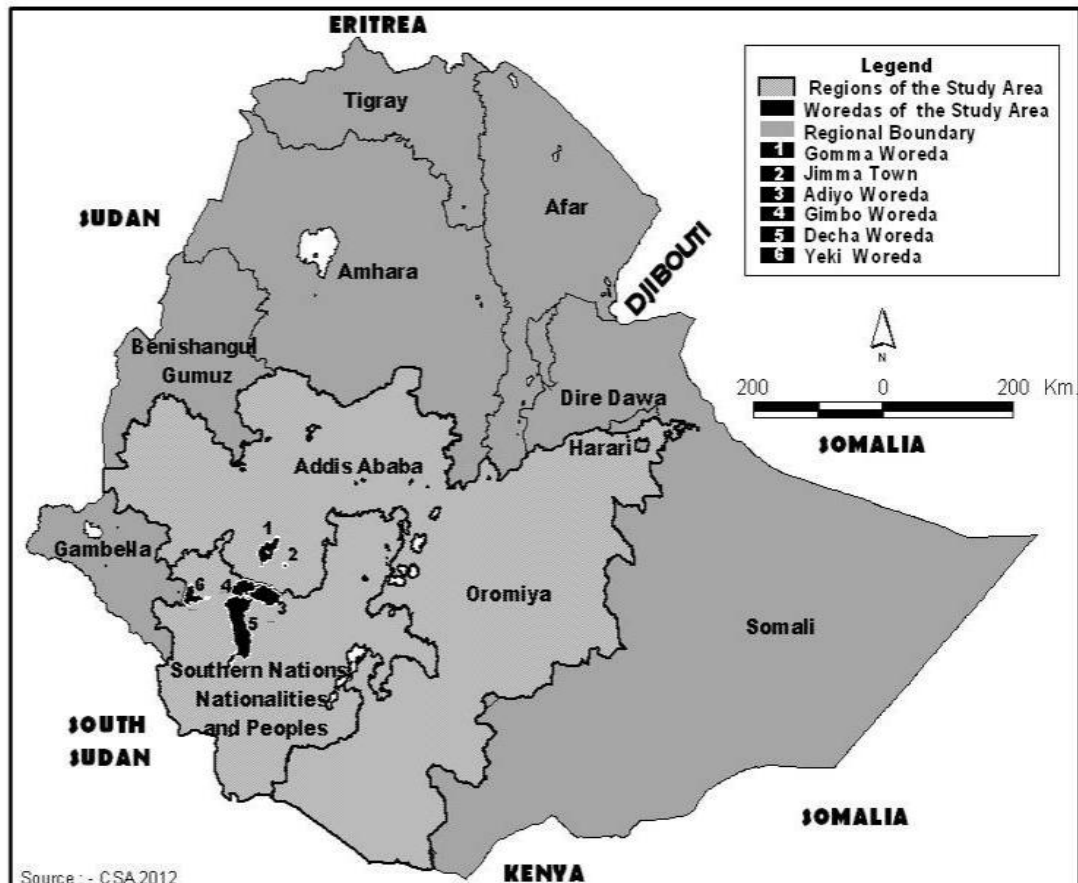 ERITREA
Legend
Regions of the Study Area
Woredas of the Study Area
Regional Boundary
1 Gomma Woreda
2 Jimma Town
3 Adiyo Woreda
4 Gimbo Woreda
5 Decha Woreda
6 Yeki Woreda
Tigray
Afar
SUDAN
Amhara
DJIBOUTI
N
Benishangul
Gumuz
200 0 200 Km.
Dire Dawa
SOMALIA
Harari
Addis Ababa
1
2
Gambella
6
4
3
5
Oromiya
Somali
Southern Nations
Nationalities
and Peoples
SOUTH
SUDAN
SOMALIA
KENYA
Source : - CSA 2012